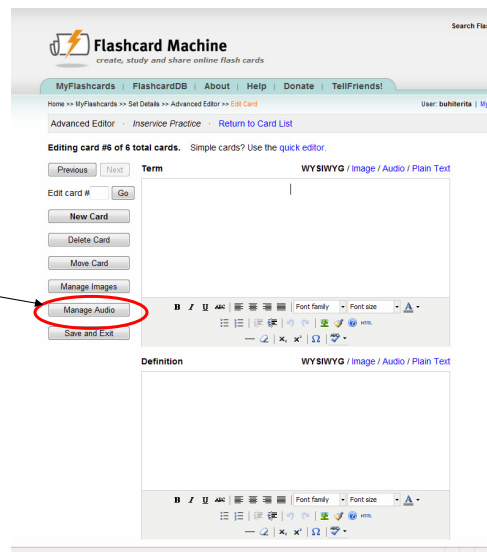 Search Fla
Flashcard Machine
create, study and share online flash cards
MyFlashcards | FlashcardDB | About | Help | Donate | TellFriends!
Home >> MyFlashcards >> Set Details >> Advanced Editor >> Edit Card User: buhiterita | My
Advanced Editor · Inservice Practice · Return to Card List
Editing card #6 of 6 total cards. Simple cards? Use the quick editor.
Previous Next Term WYSIWYG / Image / Audio / Plain Text
Edit card # Go
New Card
Delete Card
Move Card
Manage Images
Manage Audio
Save and Exit
B I U ABC Font family Font size A
HTML
x, x² Ω
Definition WYSIWYG / Image / Audio / Plain Text
B I U ABC Font family Font size A
HTML
x, x² Ω